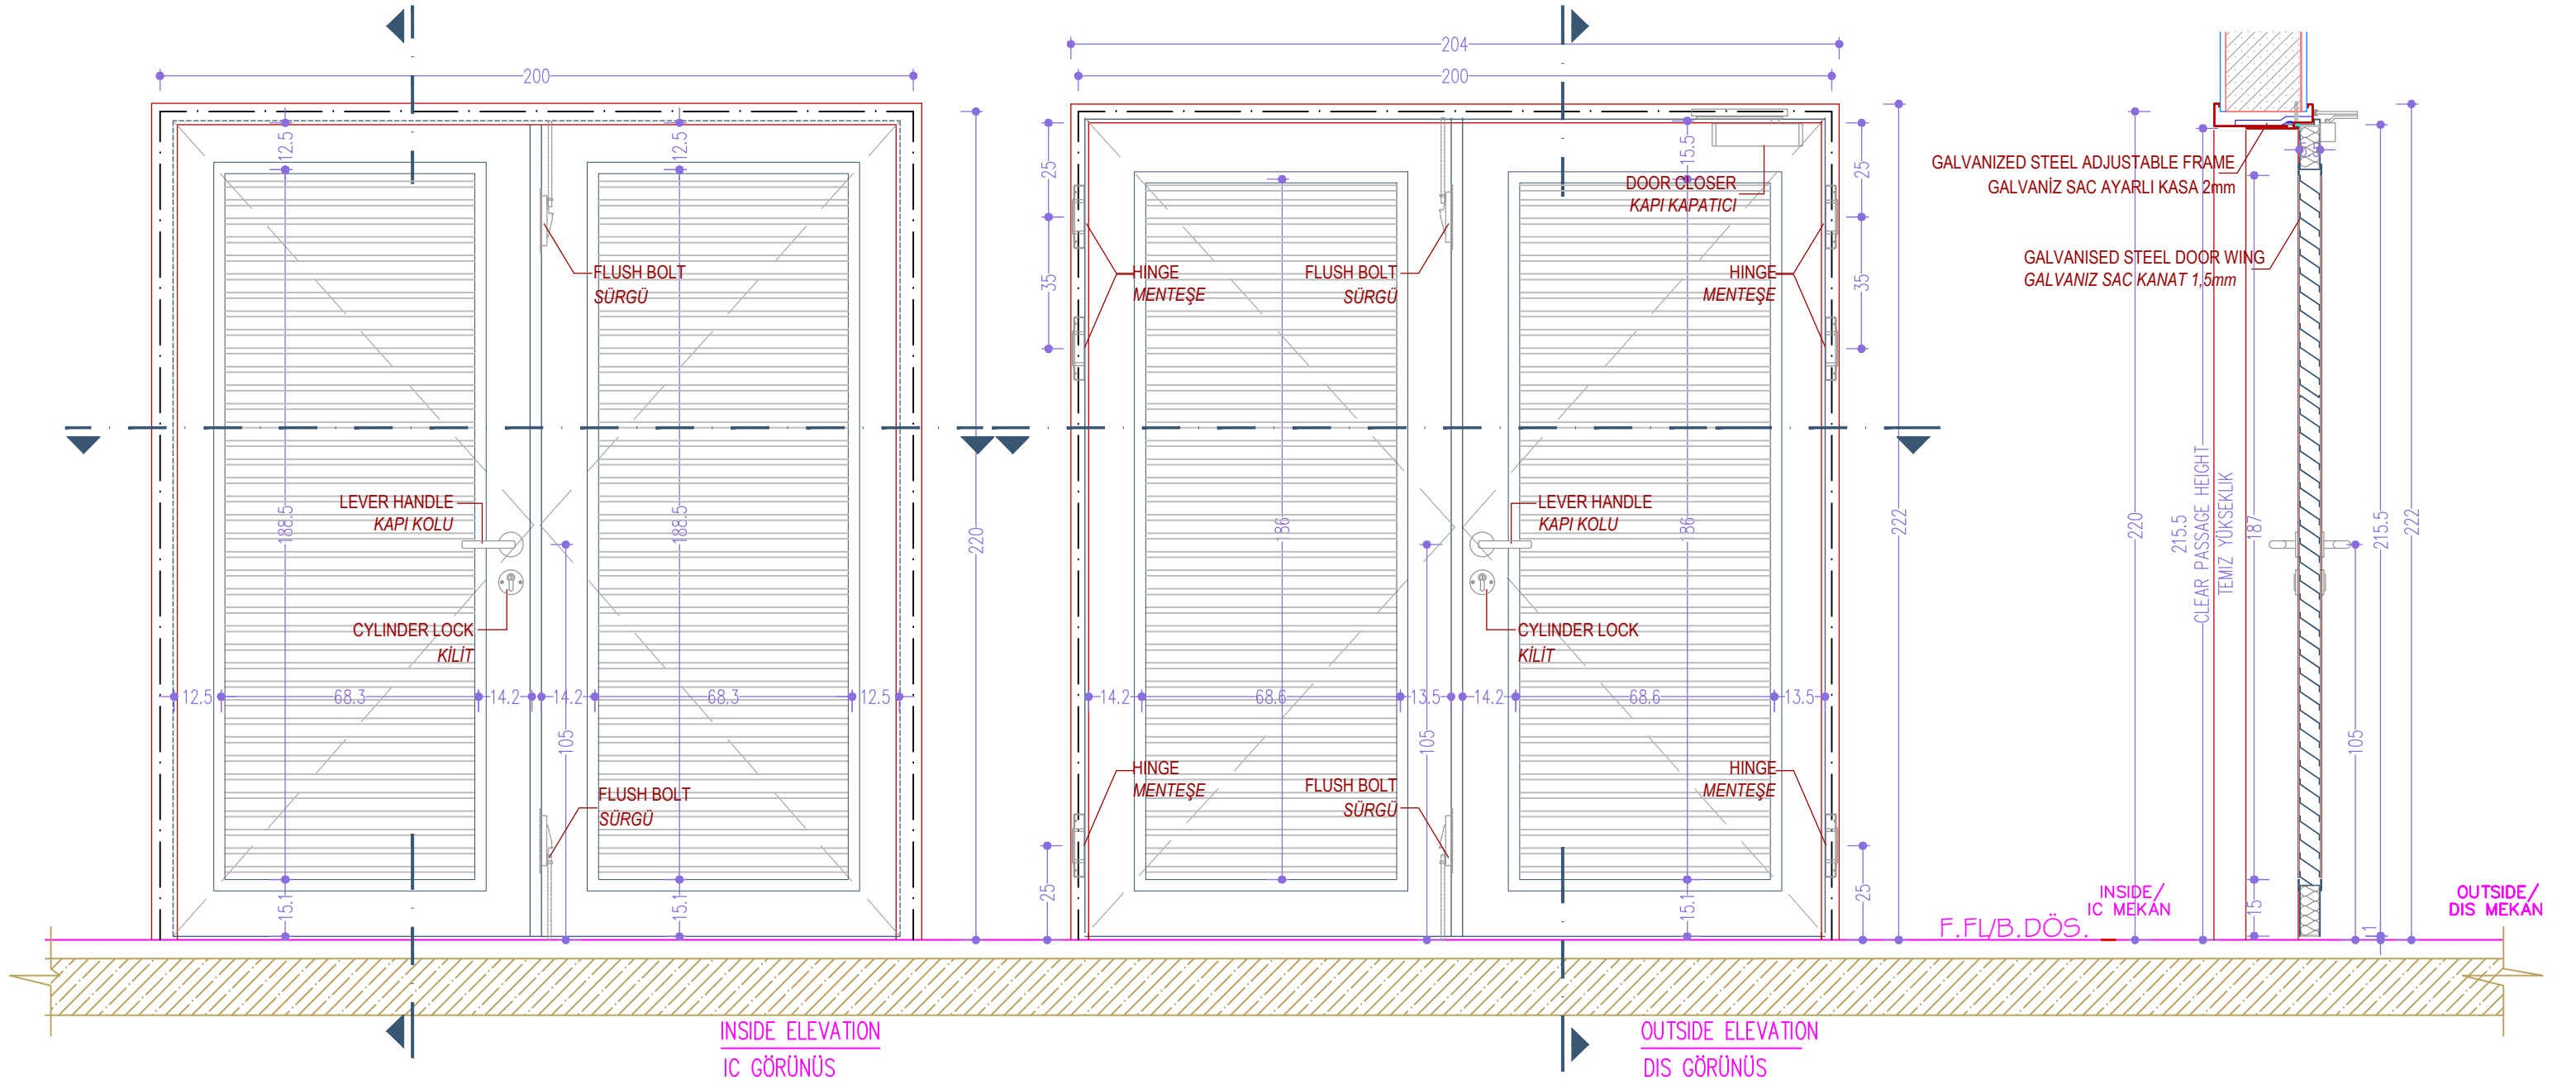 200
12.5
12.5
188.5
188.5
FLUSH BOLT
SÜRGÜ
LEVER HANDLE
KAPI KOLU
CYLINDER LOCK
KİLİT
12.5
68.3
14.2
14.2
68.3
12.5
105
FLUSH BOLT
SÜRGÜ
15.1
15.1
220
INSIDE ELEVATION
IC GÖRÜNÜS
204
200
25
35
25
15.5
DOOR CLOSER
KAPI KAPATICI
HINGE
MENTEŞE
FLUSH BOLT
SÜRGÜ
HINGE
MENTEŞE
25
35
25
222
LEVER HANDLE
KAPI KOLU
CYLINDER LOCK
KİLİT
14.2
68.6
13.5
14.2
68.6
13.5
105
HINGE
MENTEŞE
FLUSH BOLT
SÜRGÜ
HINGE
MENTEŞE
15.1
OUTSIDE ELEVATION
DIS GÖRÜNÜS
GALVANIZED STEEL ADJUSTABLE FRAME
GALVANİZ SAC AYARLI KASA 2mm
GALVANISED STEEL DOOR WING
GALVANIZ SAC KANAT 1,5mm
220
215.5
CLEAR PASSAGE HEIGHT
TEMIZ YÜKSEKLIK
187
15
105
215.5
1
222
INSIDE/
IC MEKAN
OUTSIDE/
DIS MEKAN
F.FL/B.DÖS.